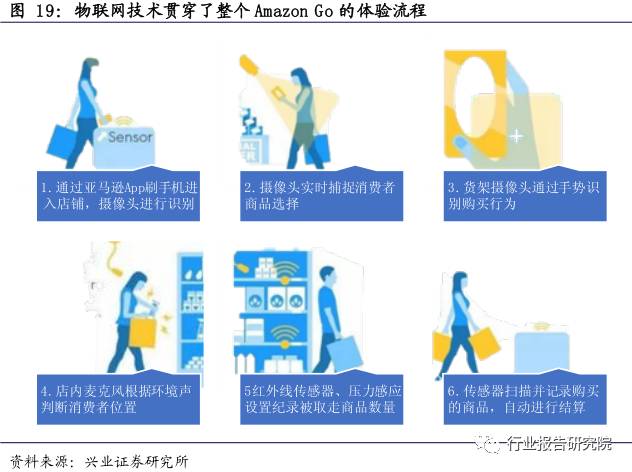 图 19: 物联网技术贯穿了整个 Amazon Go 的体验流程
Sensor
1.通过亚马逊App刷手机进
入店铺，摄像头进行识别
2.摄像头实时捕捉消费者
商品选择
3.货架摄像头通过手势识
别购买行为
4.店内麦克风根据环境声
判断消费者位置
5红外线传感器、压力感应
设置纪录被取走商品数量
6.传感器扫描并记录购买
的商品，自动进行结算
行业报告研究院
资料来源：兴业证券研究所